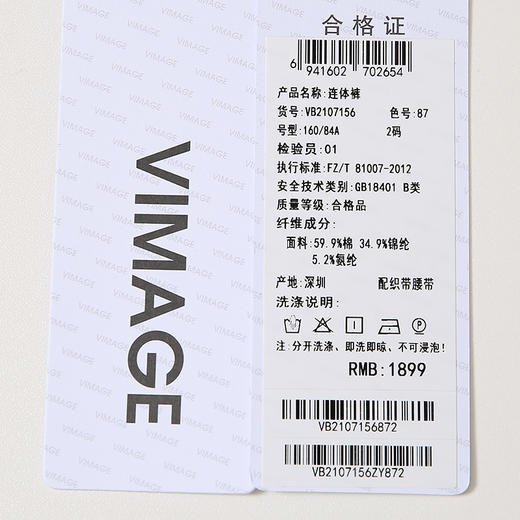 VIMAGE
合格证
6 941602 702654
产品名称:连体裤
货号:VB2107156 色号:87
号型:160/84A 2码
检验员:01
执行标准:FZ/T 81007-2012
安全技术类别:GB18401 B类
质量等级:合格品
纤维成分:
面料:59.9%棉 34.9%锦纶
5.2%氨纶
产地:深圳 配织带腰带
洗涤说明:
注:分开洗涤、即洗即晾、不可浸泡!
RMB:1899
VB2107156872
VB2107156ZY872